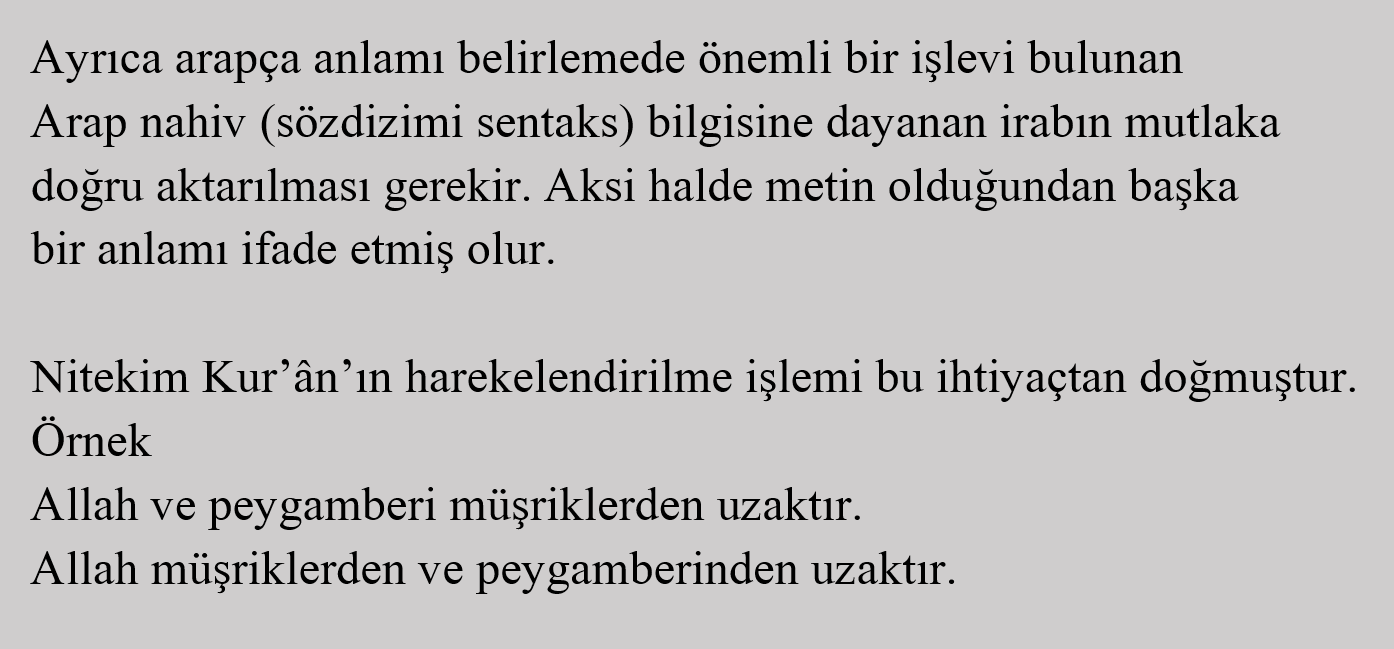 Ayrıca arapça anlamı belirlemede önemli bir işlevi bulunan
Arap nahiv (sözdizimi sentaks) bilgisine dayanan irabın mutlaka
doğru aktarılması gerekir. Aksi halde metin olduğundan başka
bir anlamı ifade etmiş olur.
Nitekim Kur’ân’ın harekelendirilme işlemi bu ihtiyaçtan doğmuştur.
Örnek
Allah ve peygamberi müşriklerden uzaktır.
Allah müşriklerden ve peygamberinden uzaktır.